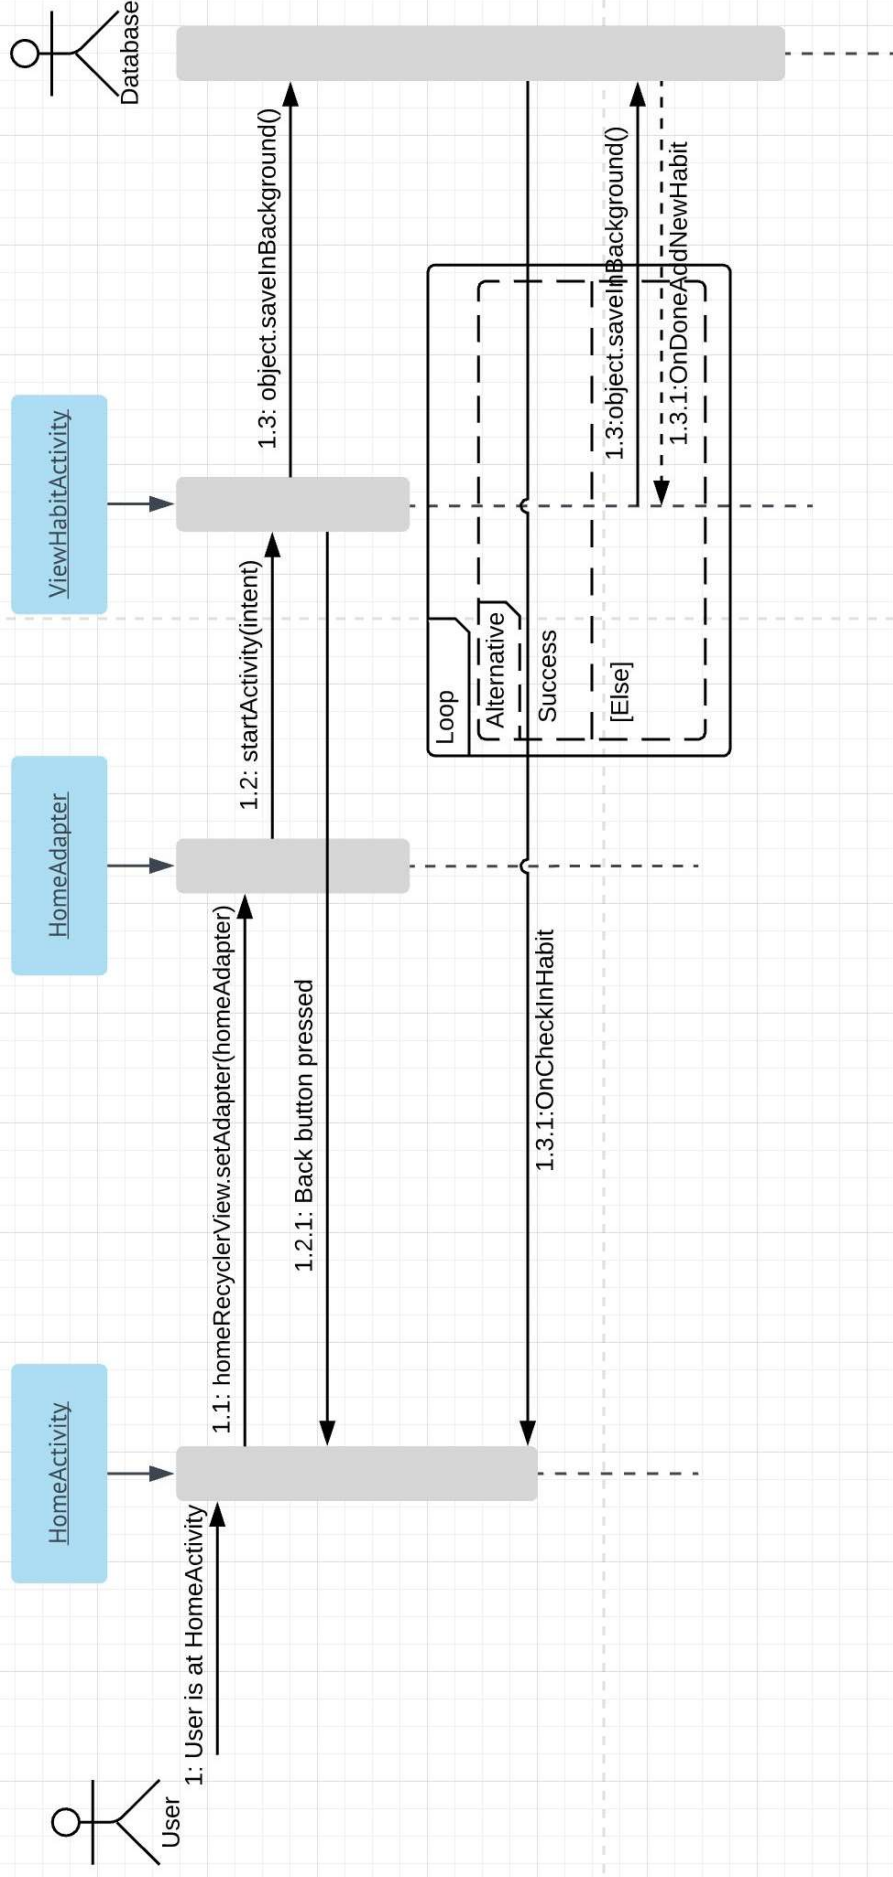 User
HomeActivity
HomeAdapter
ViewHabitActivity
Database
1: User is at HomeActivity
1.1: homeRecyclerView.setAdapter(homeAdapter)
1.2: startActivity(intent)
1.3: object.saveInBackground()
1.2.1: Back button pressed
Loop
Alternative
Success
1.3.1:OnCheckInHabit
[Else]
1.3:object.saveInBackground()
1.3.1:OnDoneAddNewHabit